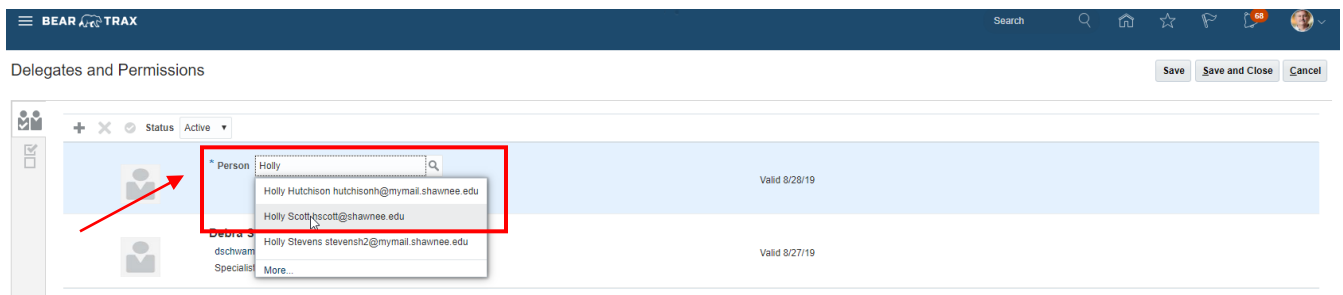 BEAR TRAX
Search
68
Delegates and Permissions
Save
Save and Close
Cancel
Status Active
* Person Holly
Valid 8/28/19
Holly Hutchison hutchisonh@mymail.shawnee.edu
Holly Scott hscott@shawnee.edu
Holly Stevens stevensh2@mymail.shawnee.edu
More...
Debra S
dschwam
Specialist
Valid 8/27/19